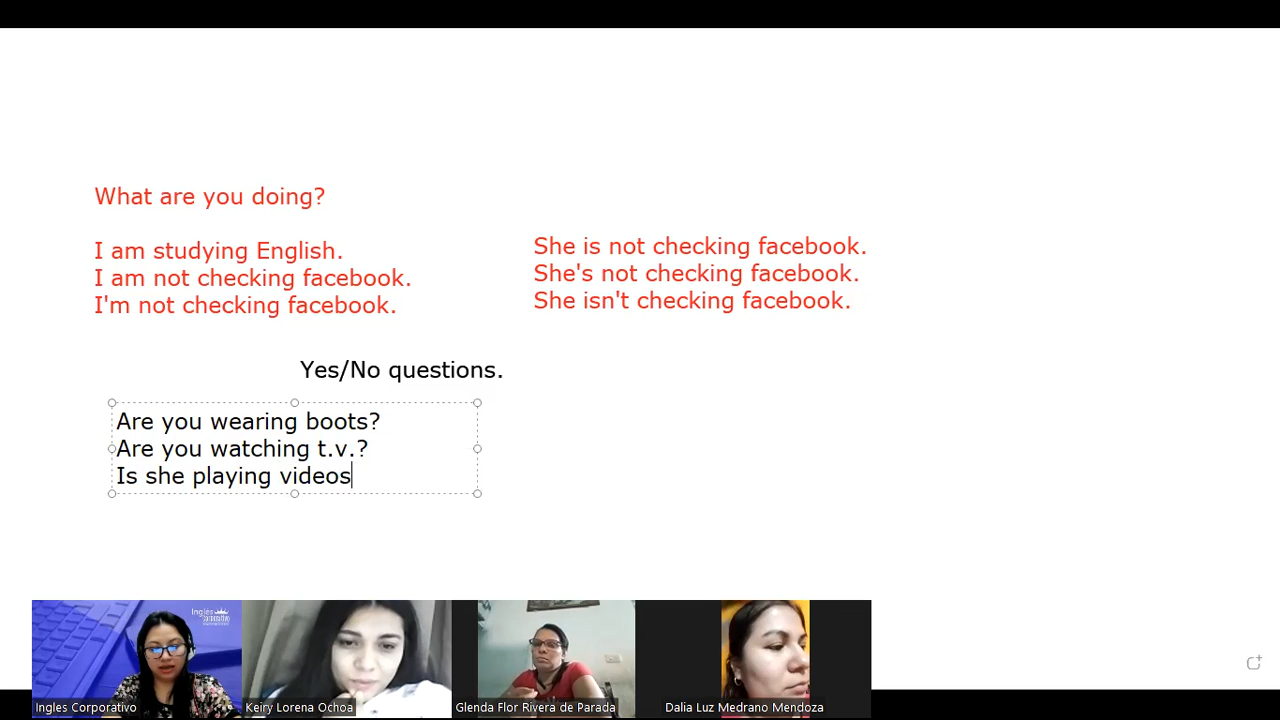 What are you doing?
I am studying English.
I am not checking facebook.
I'm not checking facebook.
She is not checking facebook.
She's not checking facebook.
She isn't checking facebook.
Yes/No questions.
Are you wearing boots?
Are you watching t.v.?
Is she playing videos
Inglés
corporativo
Ingles Corporativo
Keiry Lorena Ochoa
Glenda Flor Rivera de Parada
Dalia Luz Medrano Mendoza